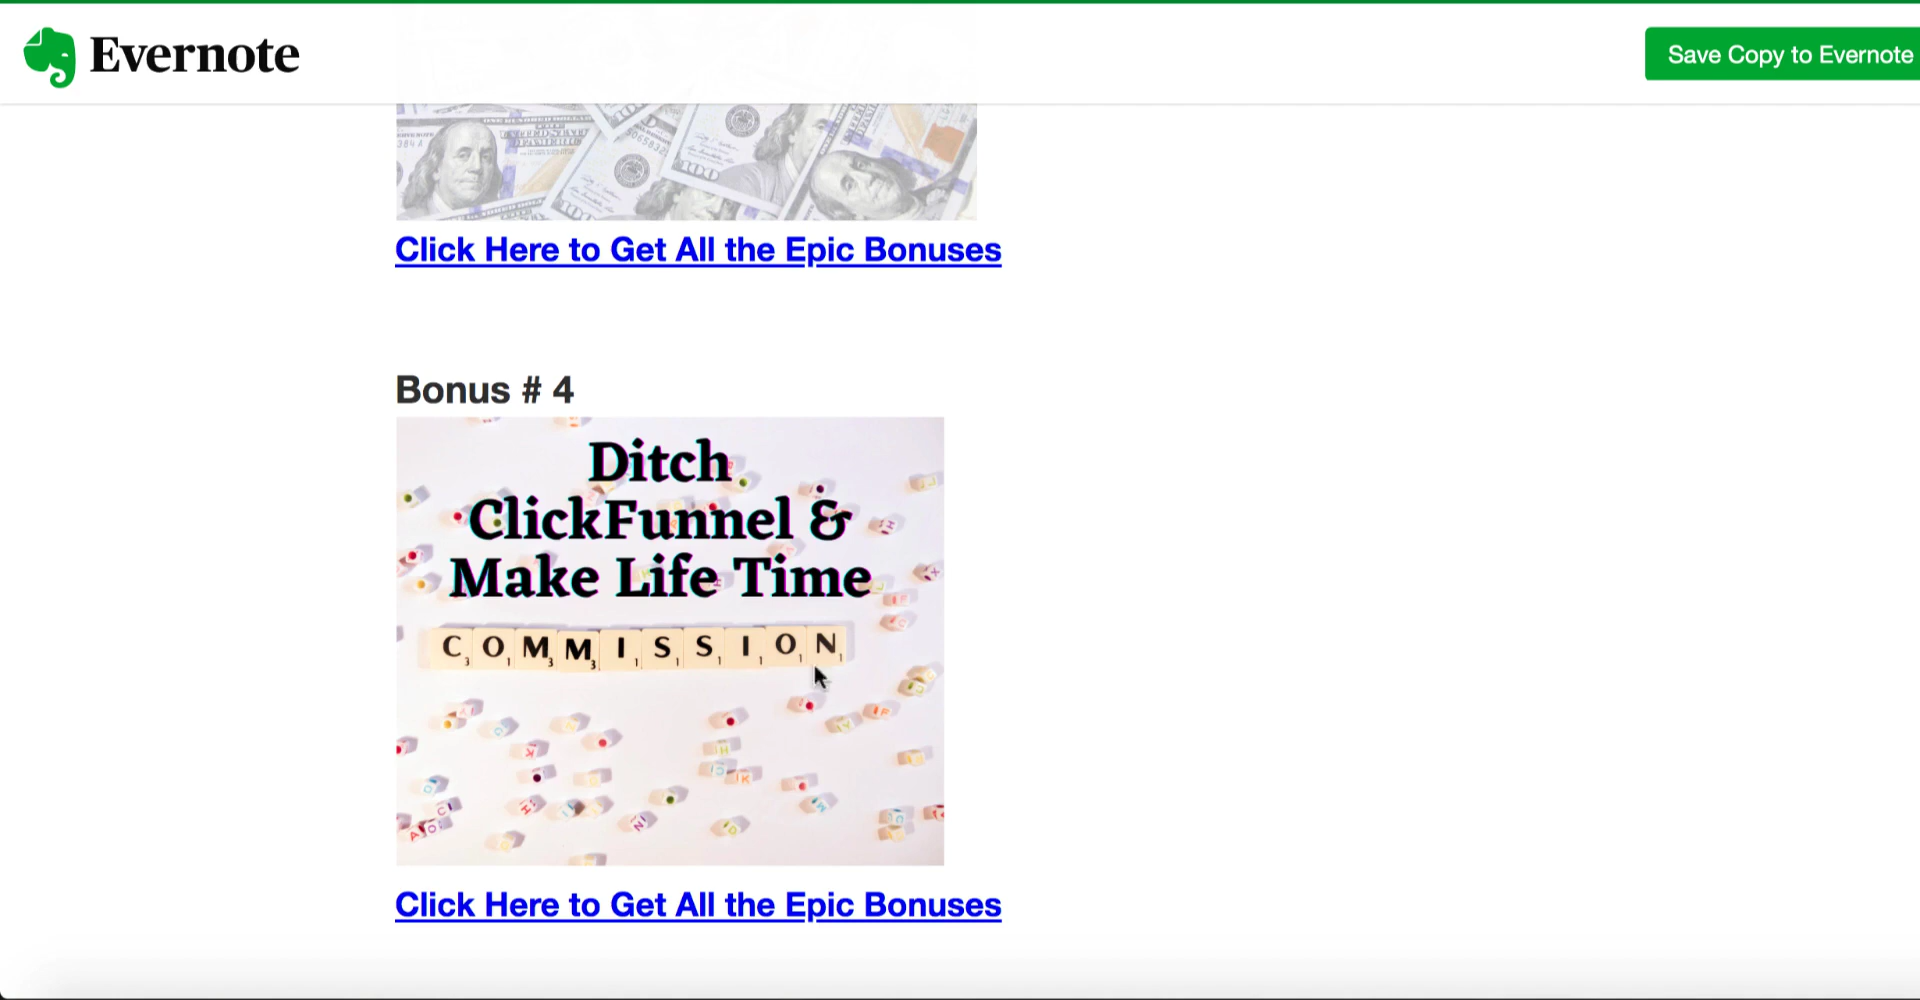 Evernote
Save Copy to Evernote
100
Click Here to Get All the Epic Bonuses
Bonus # 4
Ditch
ClickFunnel &
Make Life Time
COMMISSION
Click Here to Get All the Epic Bonuses